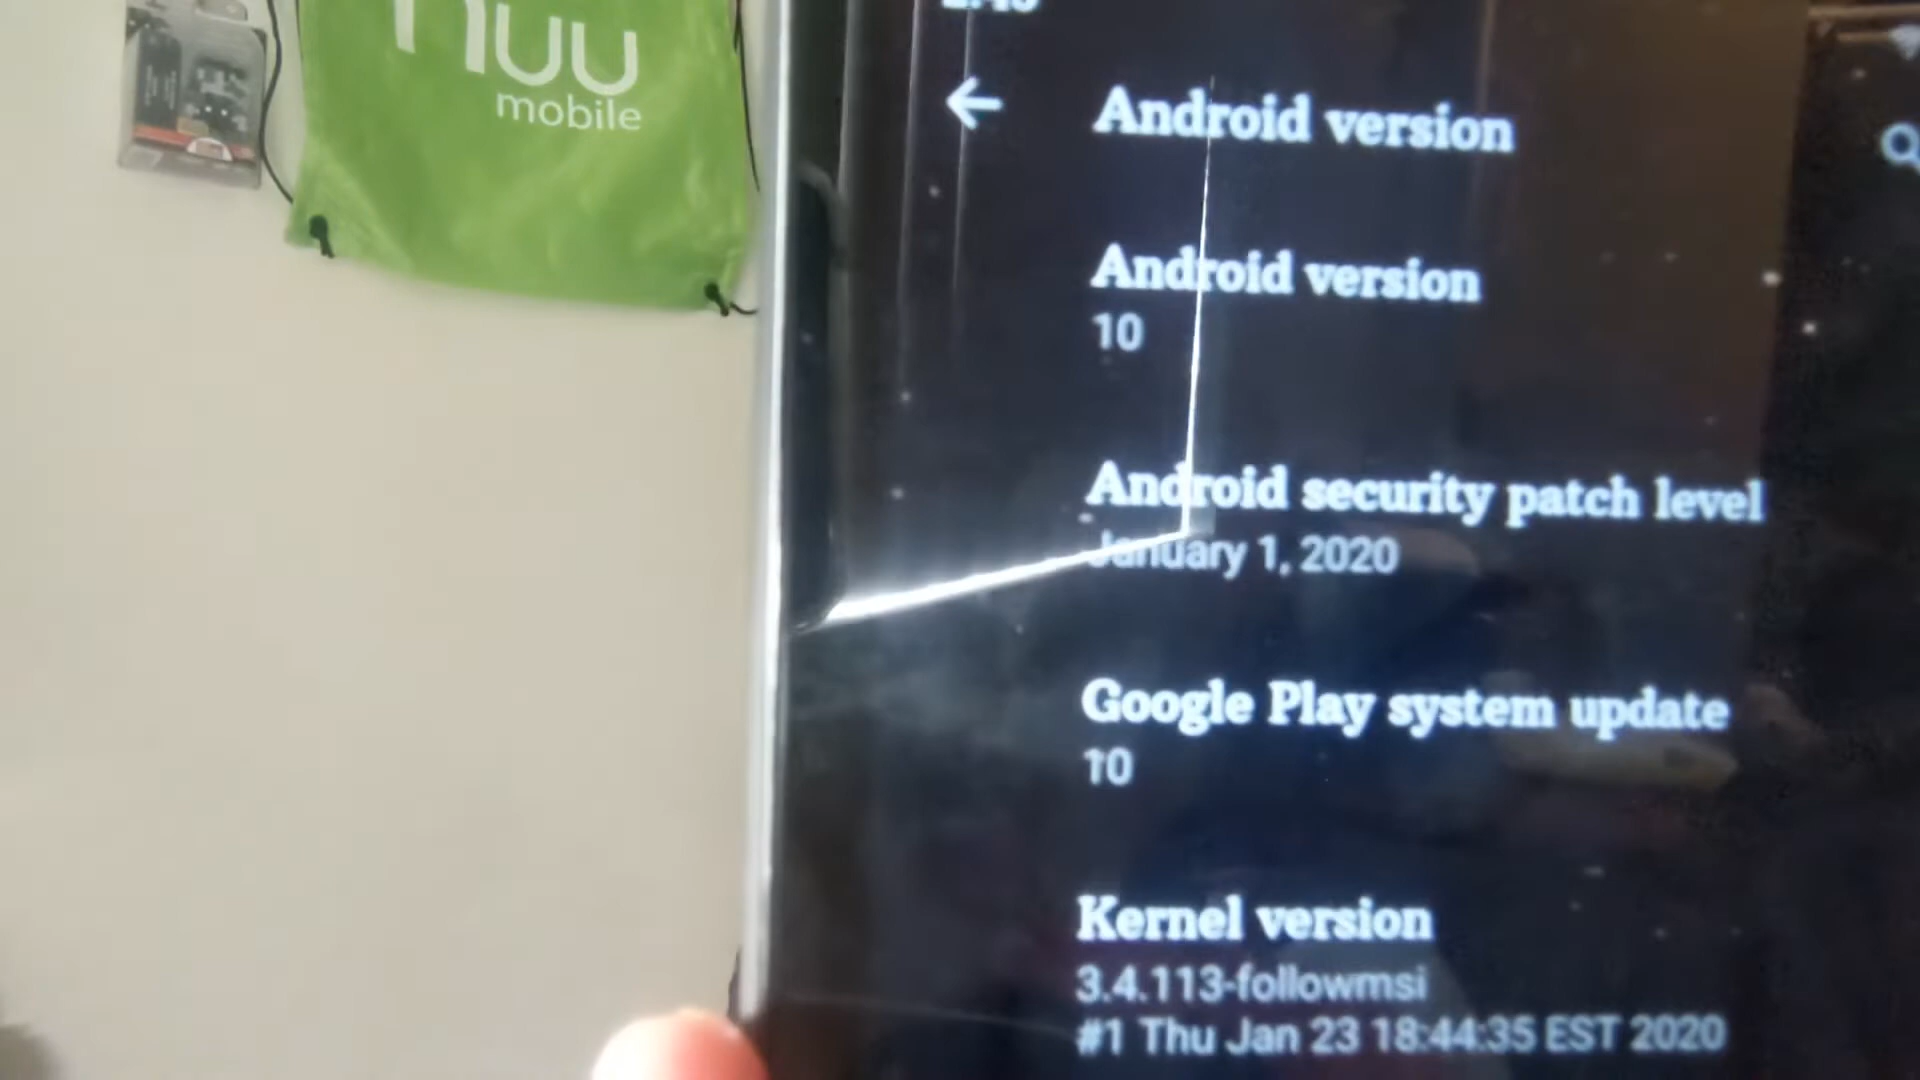 nuu
mobile
Android version
Android version
10
Android security patch level
January 1, 2020
Google Play system update
10
Kernel version
3.4.113-followmsi
#1 Thu Jan 23 18:44:35 EST 2020